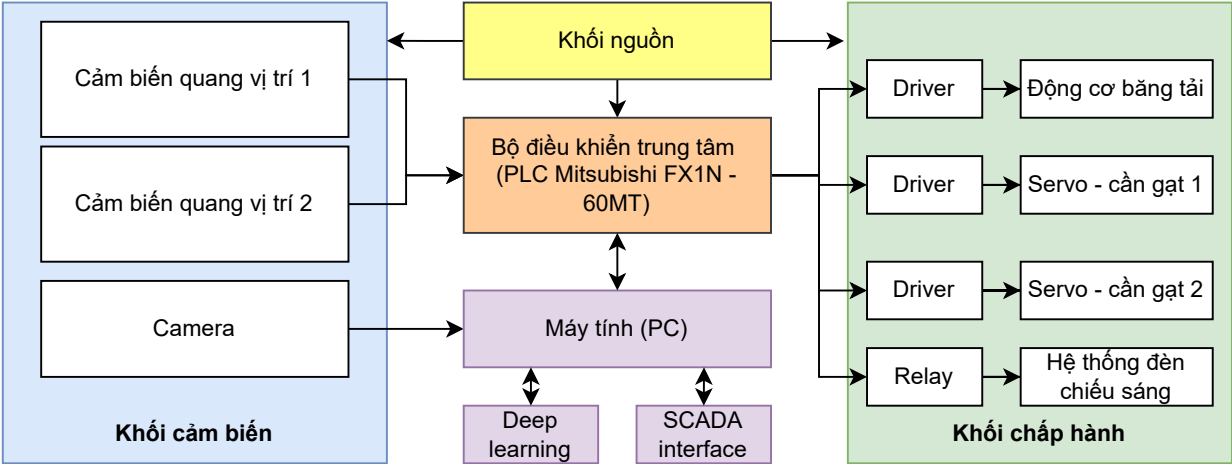 Khối nguồn
Cảm biến quang vị trí 1
Cảm biến quang vị trí 2
Camera
Khối cảm biến
Bộ điều khiển trung tâm
(PLC Mitsubishi FX1N -
60MT)
Máy tính (PC)
Deep
learning
SCADA
interface
Driver
Động cơ băng tải
Driver
Servo - cần gạt 1
Driver
Servo - cần gạt 2
Relay
Hệ thống đèn
chiếu sáng
Khối chấp hành